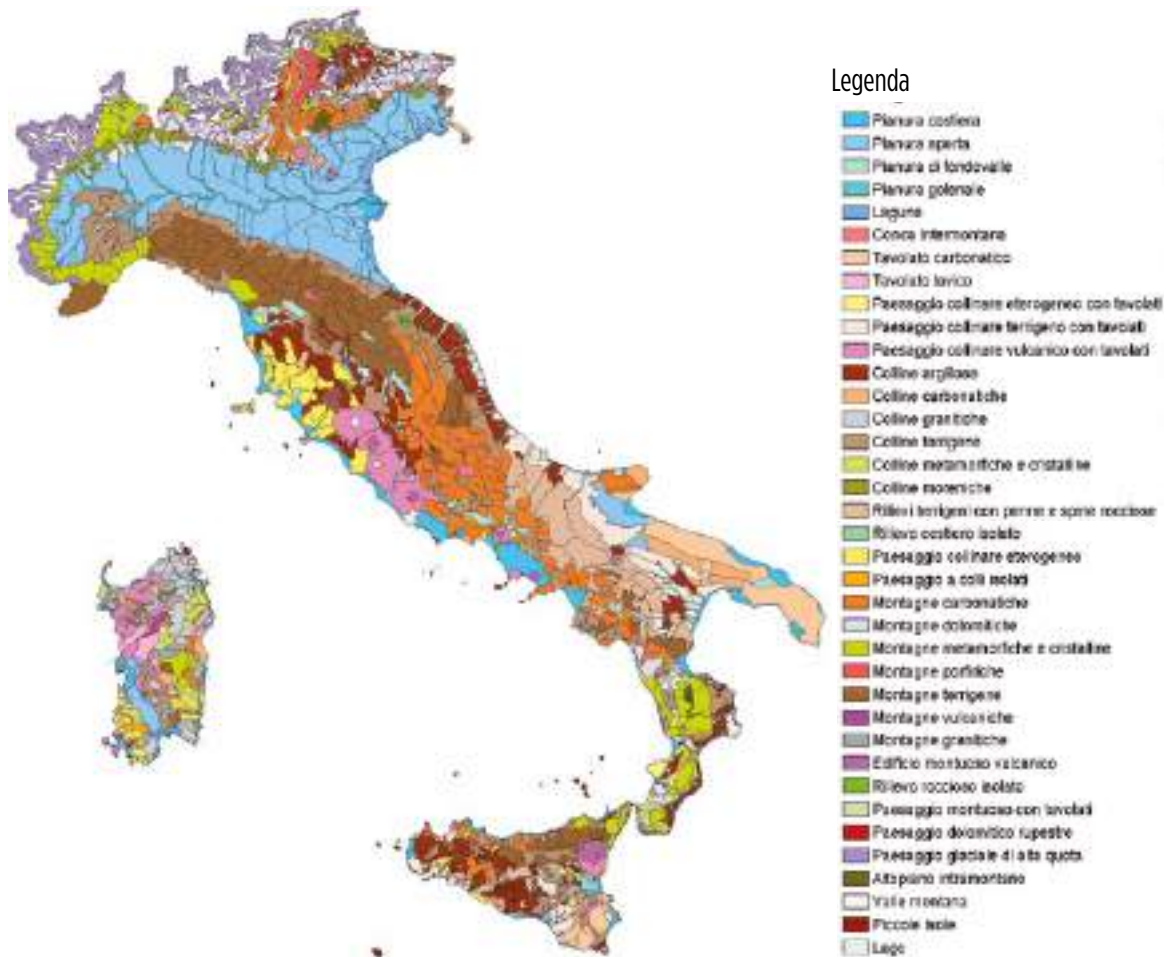 Legenda
Pianura costiera
Pianura aperta
Pianura di fondovalle
Pianura golenale
Laguna
Conca intermontana
Tavolato carbonatico
Tavolato lavico
Paesaggio collinare eterogeneo con tavolati
Paesaggio collinare terrigeno con tavolati
Paesaggio collinare vulcanico con tavolati
Colline argillose
Colline carbonatiche
Colline granitiche
Colline terrigene
Colline metamorfiche e cristalline
Colline moreniche
Rilievi terrigeni con penne e spine rocciose
Rilievo costiero isolato
Paesaggio collinare eterogeneo
Paesaggio a colli isolati
Montagne carbonatiche
Montagne dolomitiche
Montagne metamorfiche e cristalline
Montagne porfiriche
Montagne terrigene
Montagne vulcaniche
Montagne granitiche
Edificio montuoso vulcanico
Rilievo roccioso isolato
Paesaggio montuoso con tavolati
Paesaggio dolomitico rupestre
Paesaggio glaciale di alta quota
Altopiano intramontano
Valle montana
Piccole isole
Lago